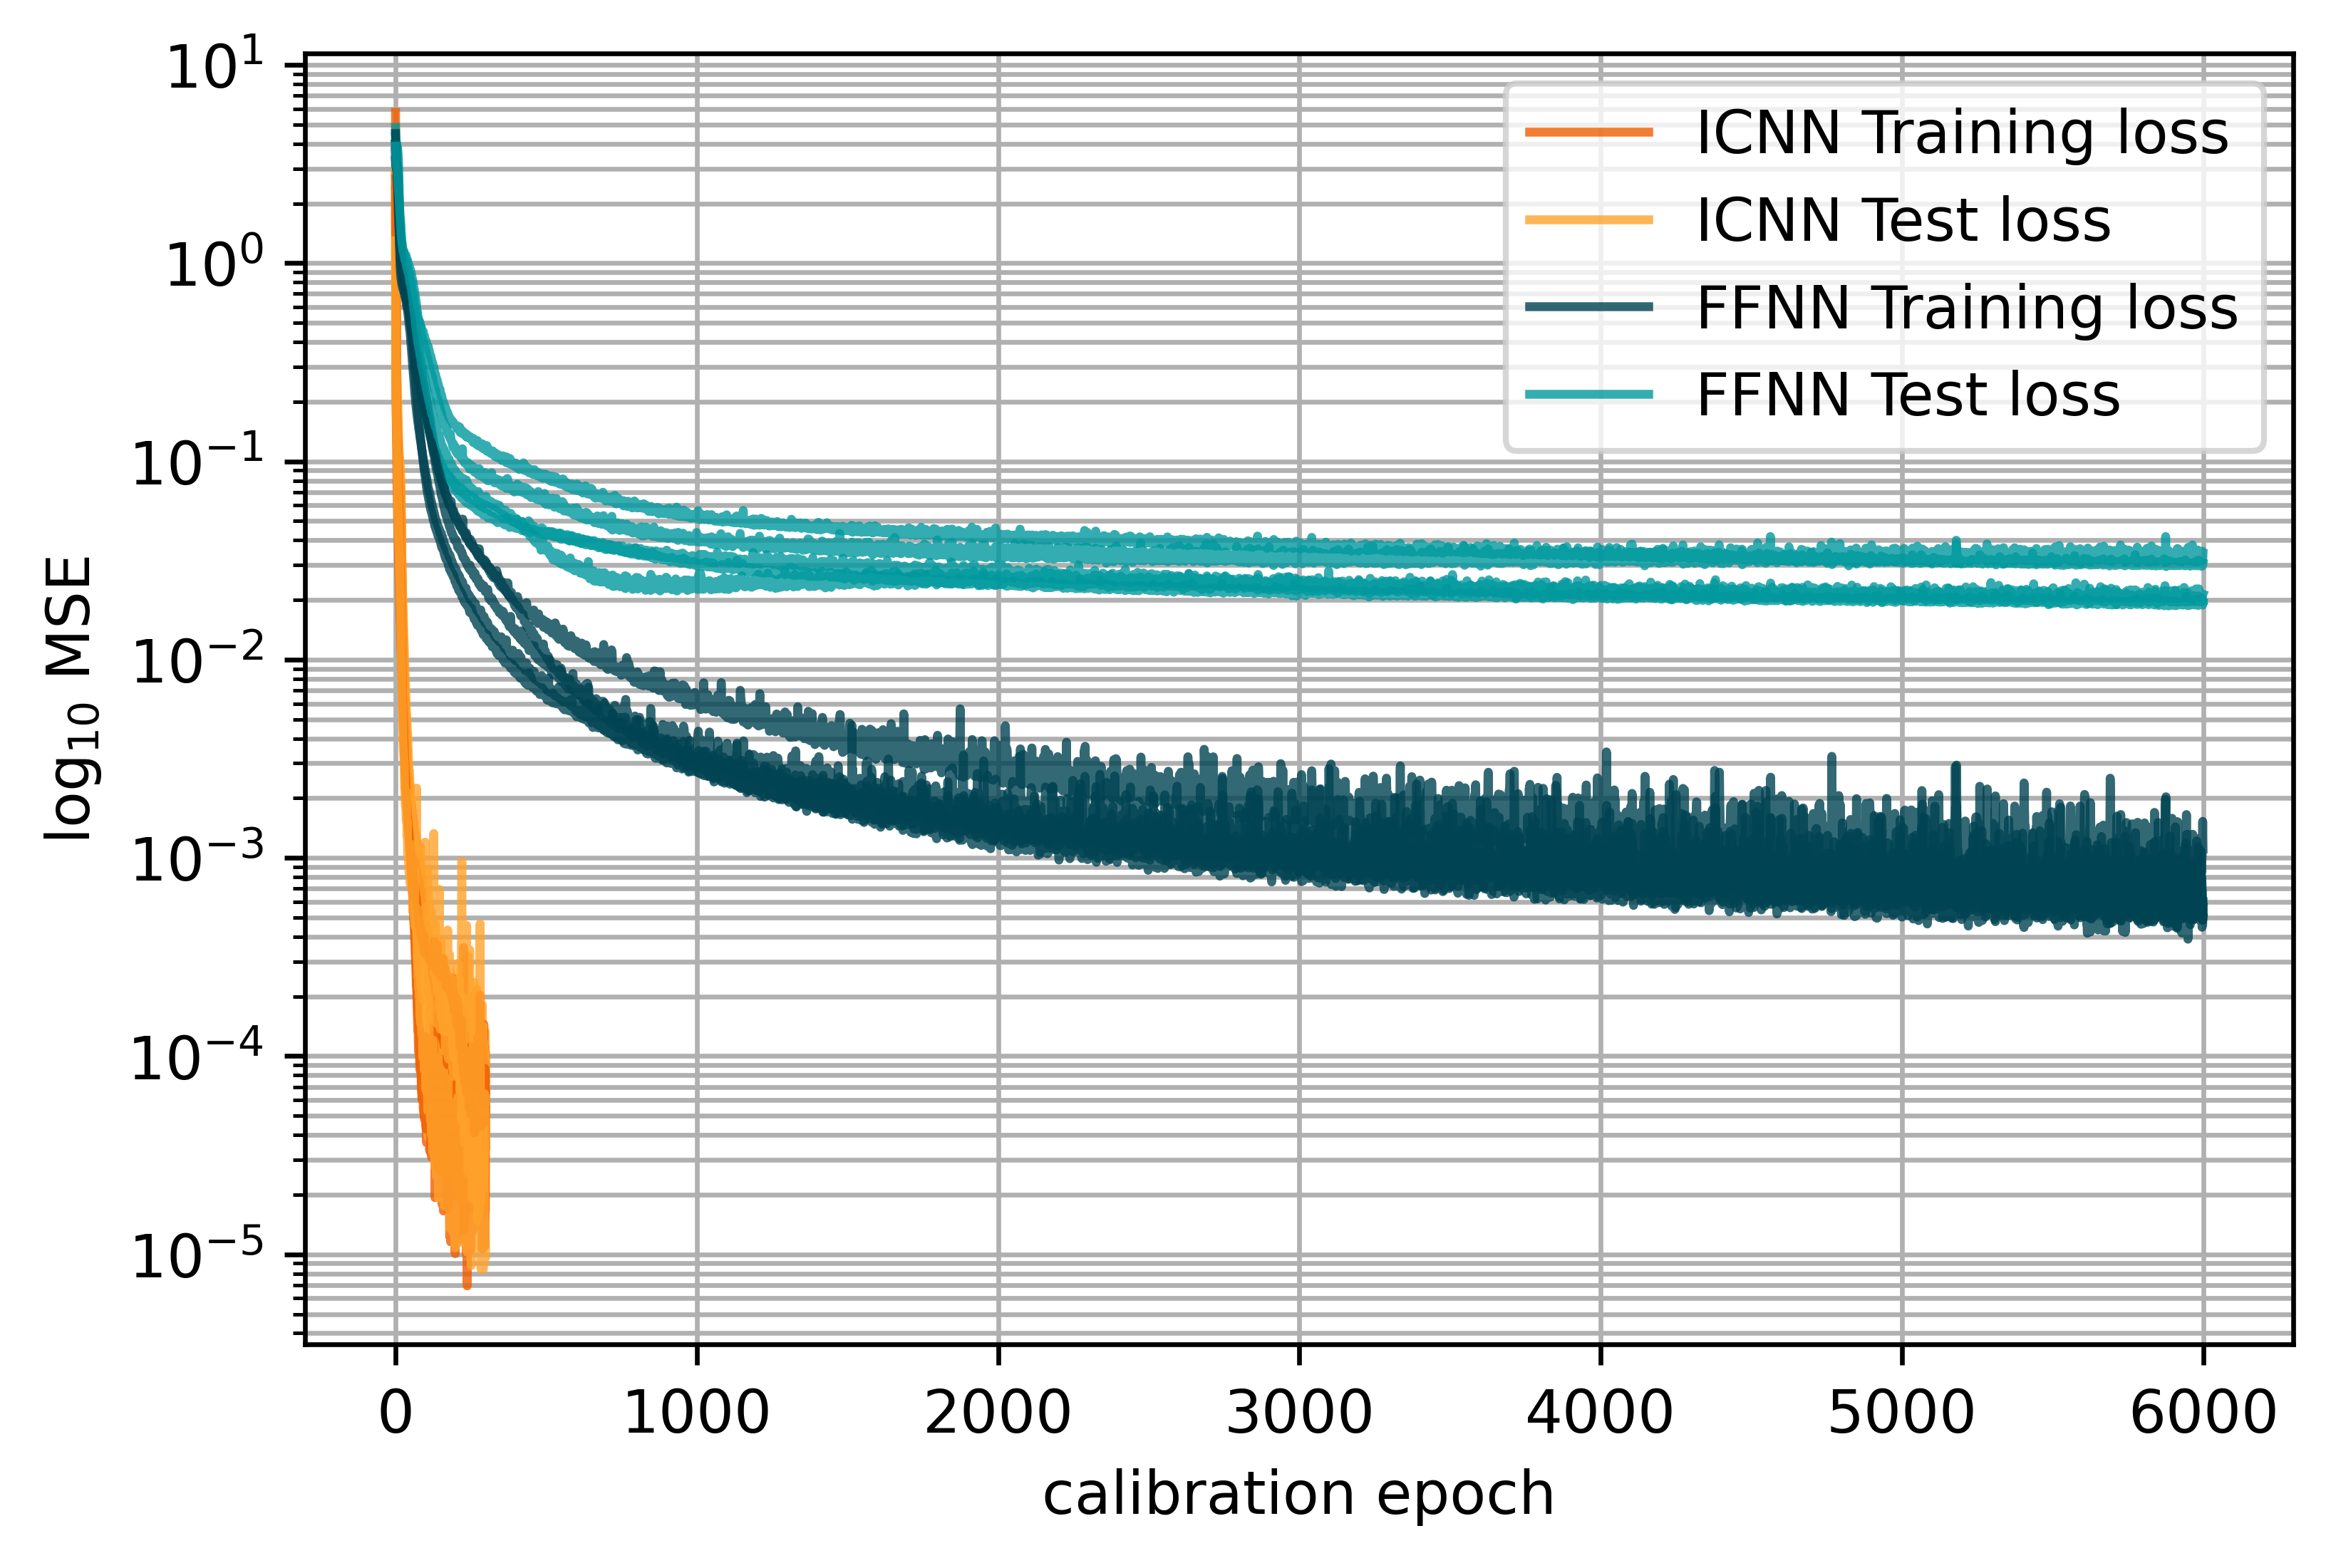 10¹
10⁰
10⁻¹
10⁻²
10⁻³
10⁻⁴
10⁻⁵
log₁₀ MSE
ICNN Training loss
ICNN Test loss
FFNN Training loss
FFNN Test loss
0 1000 2000 3000 4000 5000 6000
calibration epoch